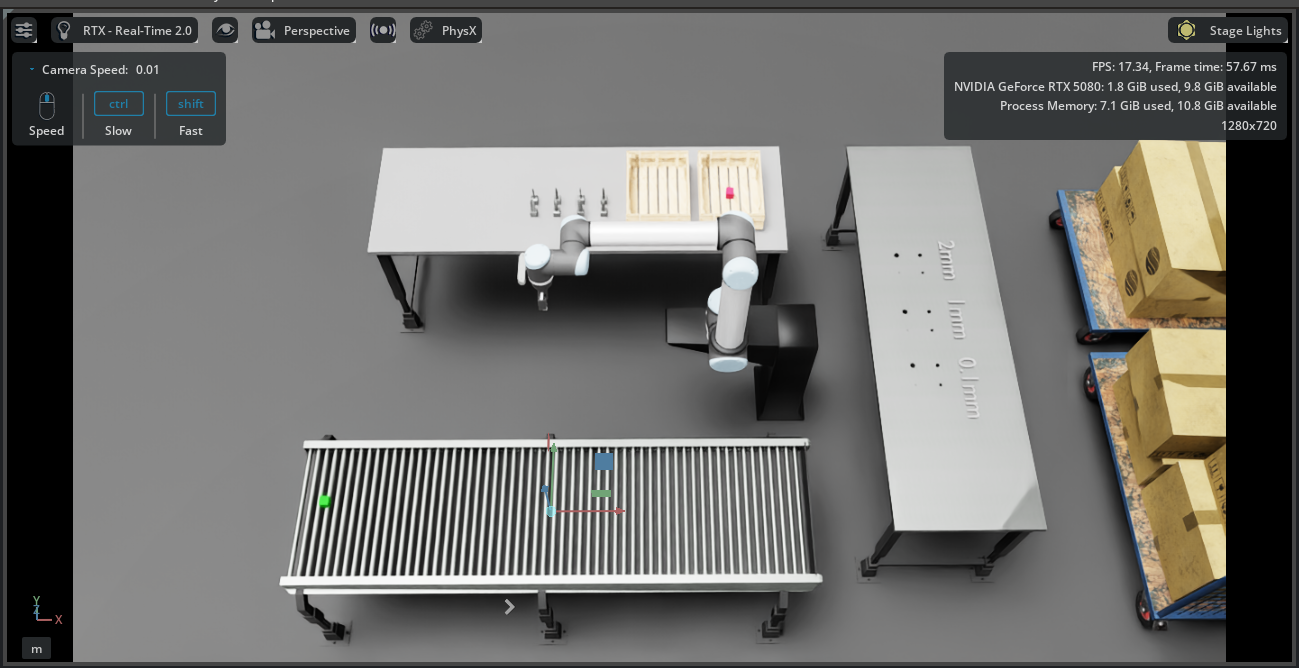 RTX - Real-Time 2.0
Perspective
PhysX
Stage Lights
Camera Speed: 0.01
ctrl
shift
Speed
Slow
Fast
FPS: 17.34, Frame time: 57.67 ms
NVIDIA GeForce RTX 5080: 1.8 GiB used, 9.8 GiB available
Process Memory: 7.1 GiB used, 10.8 GiB available
1280x720
2mm
1mm
0.1mm
Y
Z
X
m